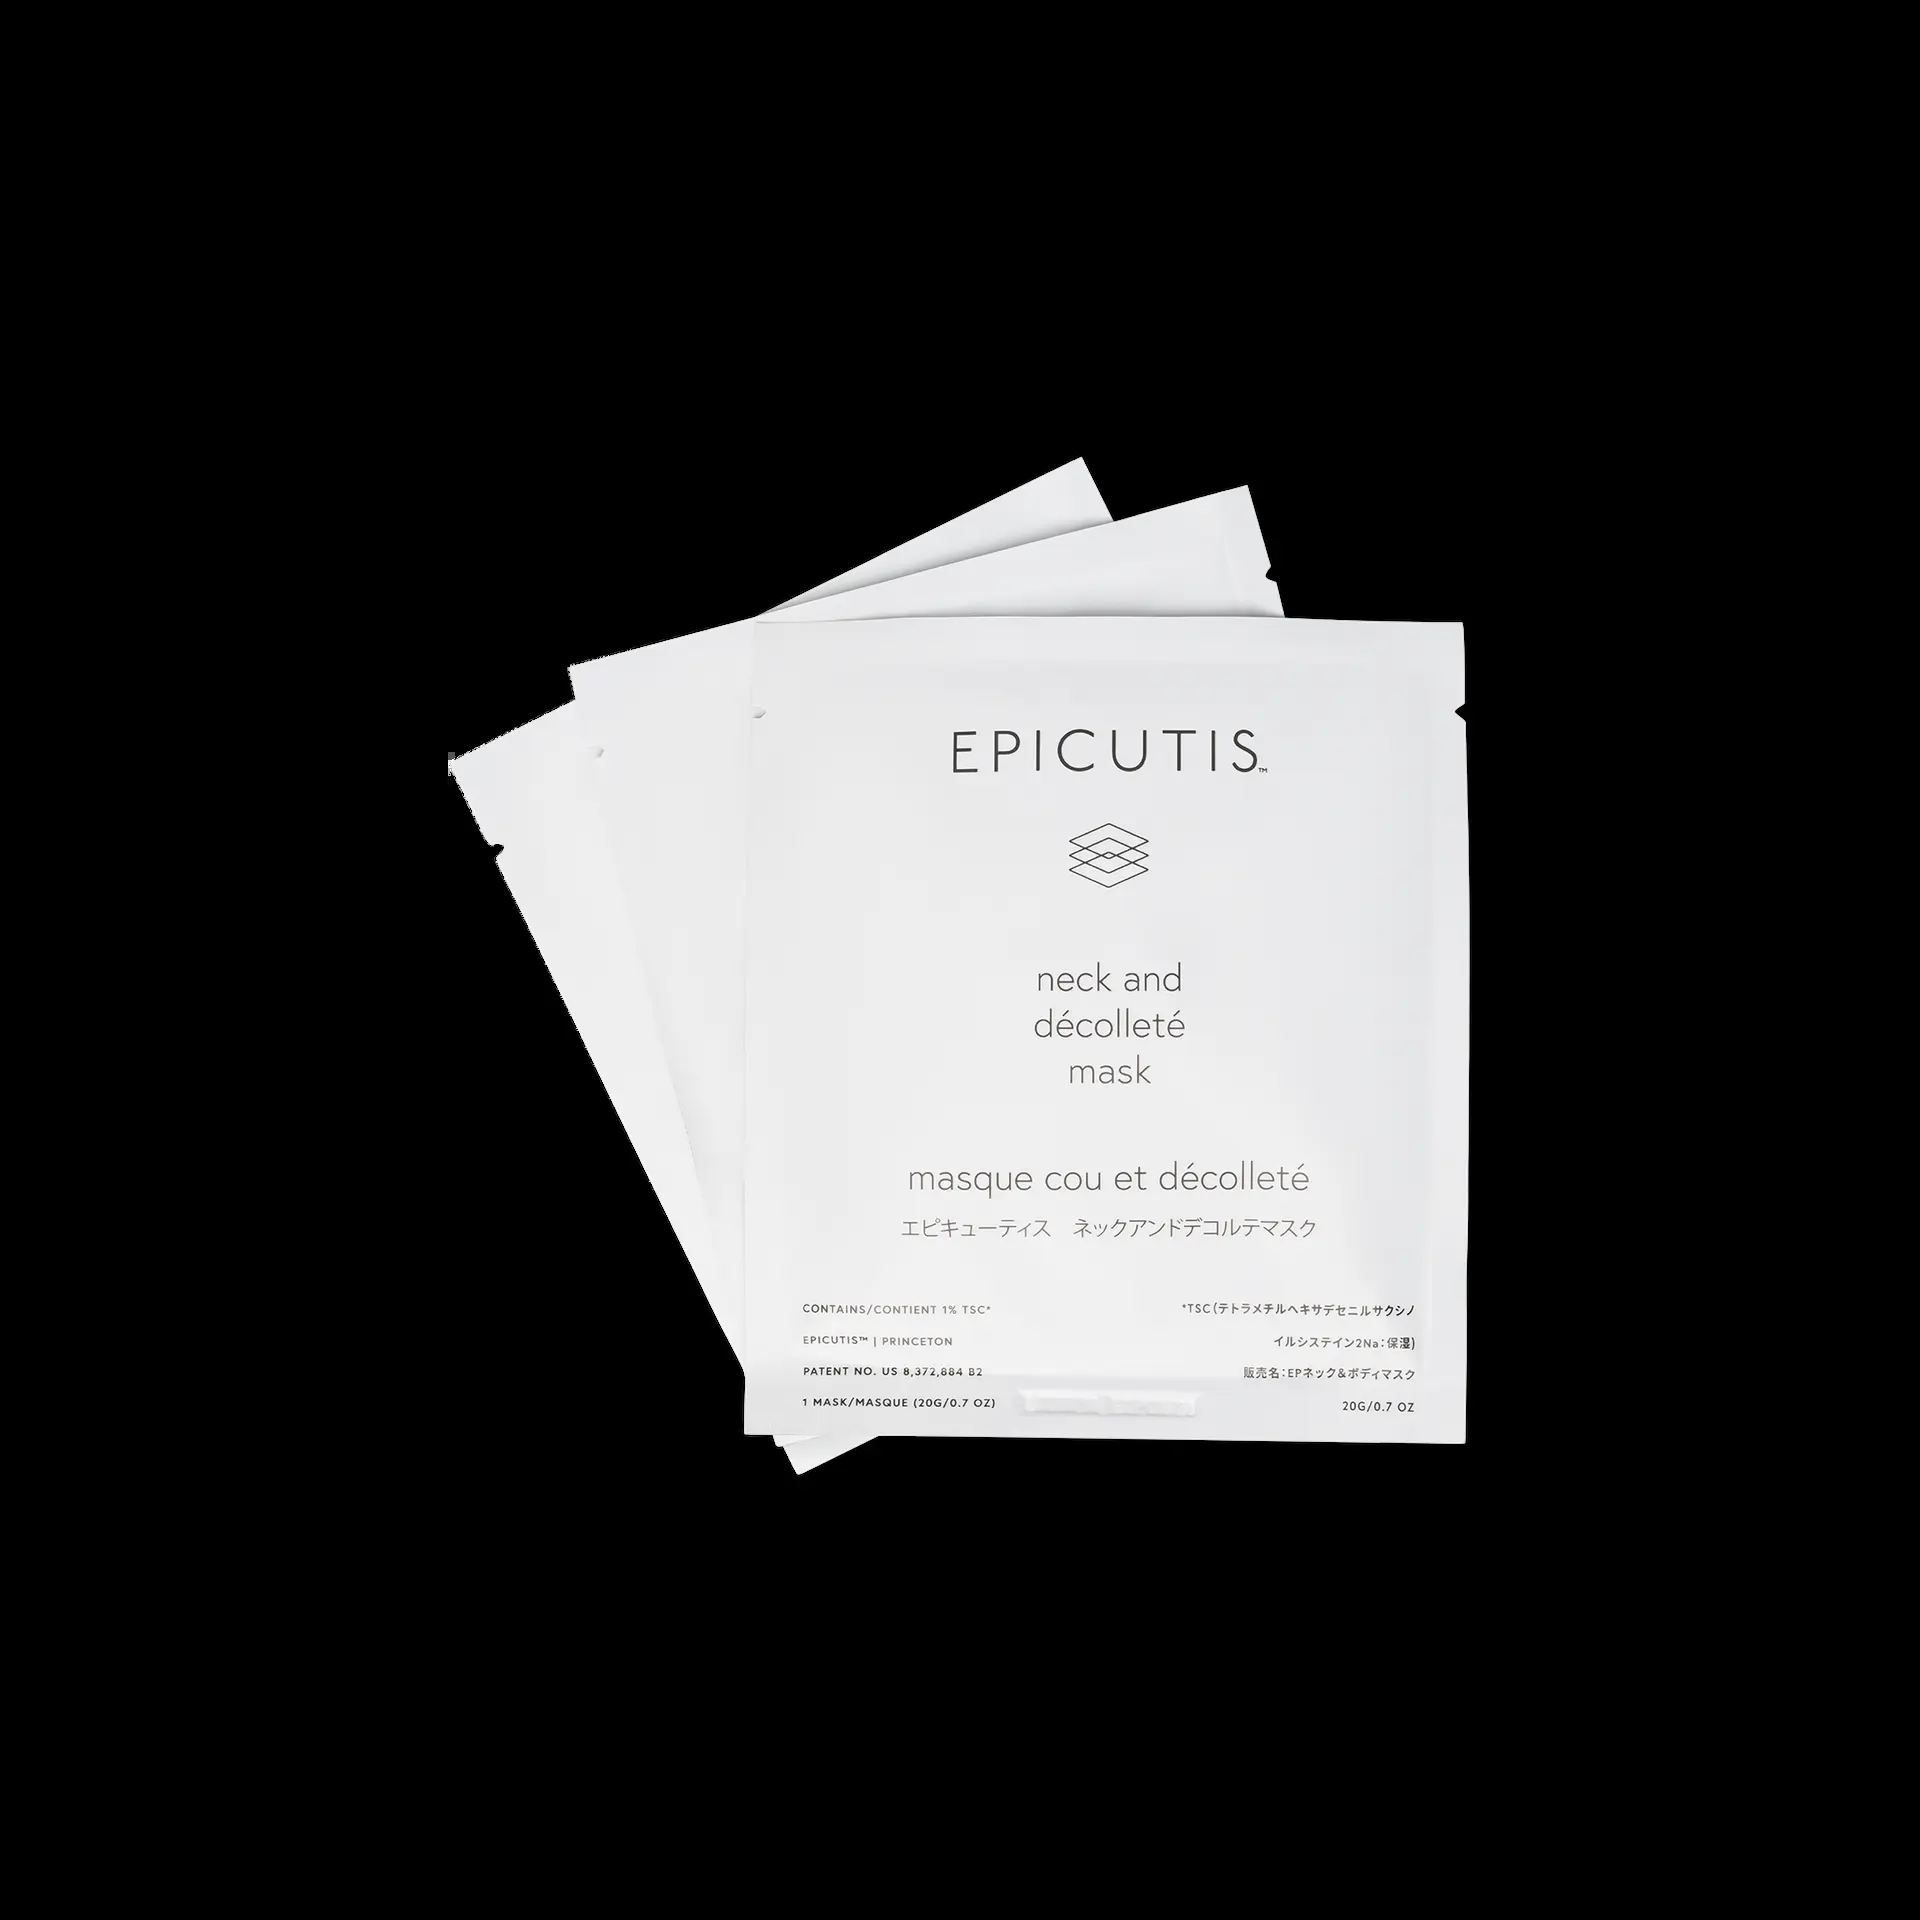 EPICUTIS™
neck and
décolleté
mask
masque cou et décolleté
エピキューティス　ネックアンドデコルテマスク
CONTAINS/CONTIENT 1% TSC*
EPICUTIS™ | PRINCETON
PATENT NO. US 8,372,884 B2
1 MASK/MASQUE (20G/0.7 OZ)
*TSC(テトラメチルヘキサデセニルサクシノ
イルシステイン2Na:保湿)
販売名:EPネック&ボディマスク
20G/0.7 OZ